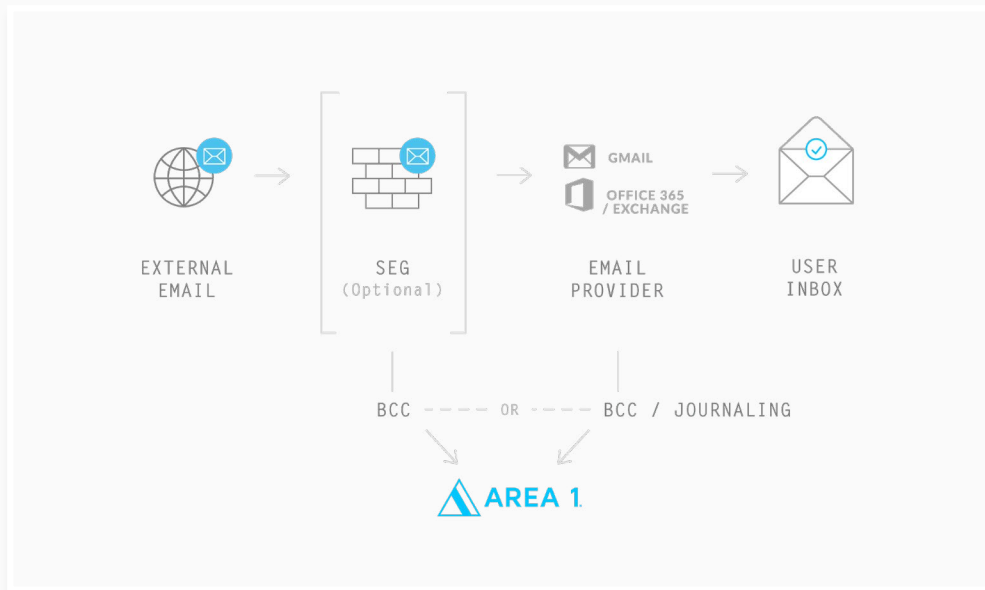 GMAIL
OFFICE 365
/ EXCHANGE
EXTERNAL
EMAIL
SEG
(Optional)
EMAIL
PROVIDER
USER
INBOX
BCC
OR
BCC / JOURNALING
AREA 1.